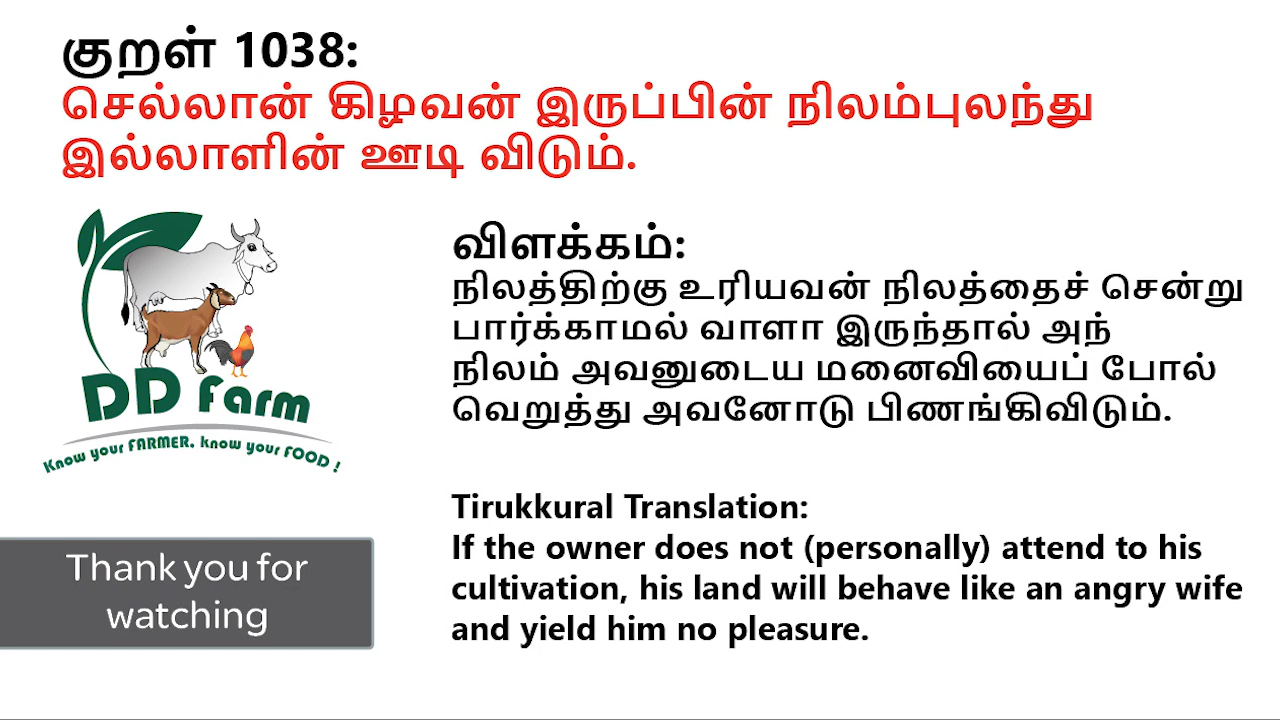 குறள் 1038:
செல்லான் கிழவன் இருப்பின் நிலம்புலந்து
இல்லாளின் ஊடி விடும்.
விளக்கம்:
நிலத்திற்கு உரியவன் நிலத்தைச் சென்று
பார்க்காமல் வாளா இருந்தால் அந்
நிலம் அவனுடைய மனைவியைப் போல்
வெறுத்து அவனோடு பிணங்கிவிடும்.
DD Farm
Know your FARMER, know your FOOD !
Tirukkural Translation:
If the owner does not (personally) attend to his
cultivation, his land will behave like an angry wife
and yield him no pleasure.
Thank you for
watching